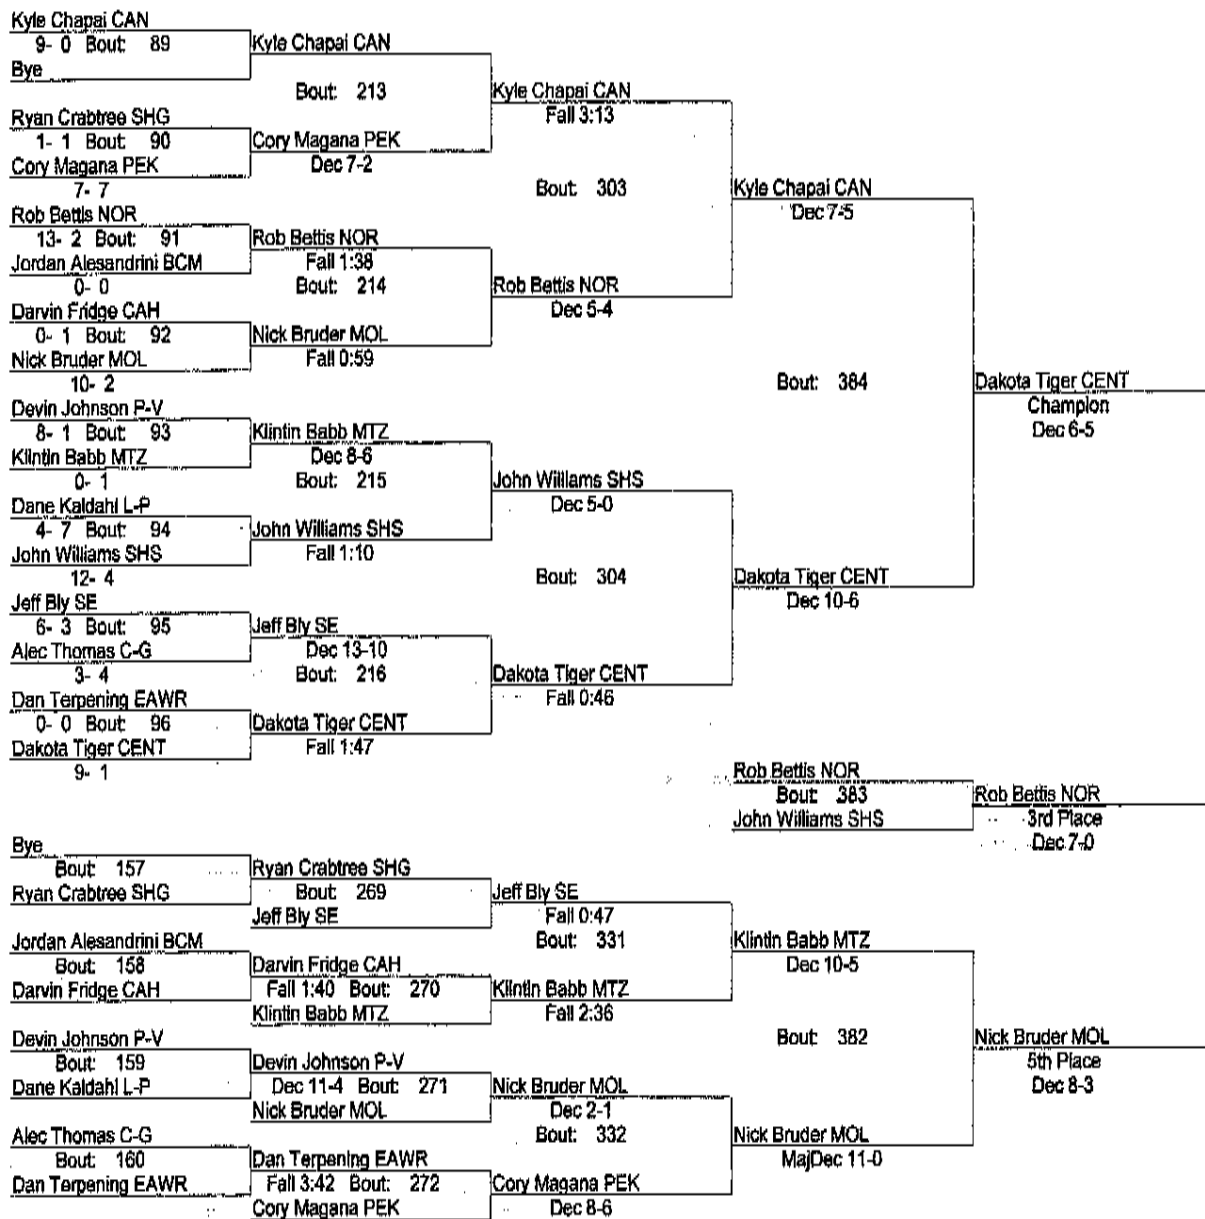 Kyle Chapai CAN
9- 0 Bout: 89
Bye
Kyle Chapai CAN
Bout: 213
Ryan Crabtree SHG
1- 1 Bout: 90
Cory Magana PEK
7- 7
Cory Magana PEK
Dec 7-2
Kyle Chapai CAN
Fall 3:13
Bout: 303
Rob Bettis NOR
13- 2 Bout: 91
Jordan Alesandrini BCM
0- 0
Rob Bettis NOR
Fall 1:38
Bout: 214
Darvin Fridge CAH
0- 1 Bout: 92
Nick Bruder MOL
10- 2
Nick Bruder MOL
Fall 0:59
Rob Bettis NOR
Dec 5-4
Kyle Chapai CAN
Dec 7-5
Bout: 384
Devin Johnson P-V
8- 1 Bout: 93
Klintin Babb MTZ
0- 1
Klintin Babb MTZ
Dec 8-6
Bout: 215
Dane Kaldahl L-P
4- 7 Bout: 94
John Williams SHS
12- 4
John Williams SHS
Fall 1:10
John Williams SHS
Dec 5-0
Bout: 304
Jeff Bly SE
6- 3 Bout: 95
Alec Thomas C-G
3- 4
Jeff Bly SE
Dec 13-10
Bout: 216
Dan Terpening EAWR
0- 0 Bout: 96
Dakota Tiger CENT
9- 1
Dakota Tiger CENT
Fall 1:47
Dakota Tiger CENT
Fall 0:46
Dakota Tiger CENT
Dec 10-6
Dakota Tiger CENT
Champion
Dec 6-5
Rob Bettis NOR
Bout: 383
John Williams SHS
Rob Bettis NOR
3rd Place
Dec 7-0
Bye
Bout: 157
Ryan Crabtree SHG
Ryan Crabtree SHG
Bout: 269
Jeff Bly SE
Jeff Bly SE
Fall 0:47
Bout: 331
Jordan Alesandrini BCM
Bout: 158
Darvin Fridge CAH
Darvin Fridge CAH
Fall 1:40 Bout: 270
Klintin Babb MTZ
Klintin Babb MTZ
Fall 2:36
Klintin Babb MTZ
Dec 10-5
Bout: 382
Devin Johnson P-V
Bout: 159
Dane Kaldahl L-P
Devin Johnson P-V
Dec 11-4 Bout: 271
Nick Bruder MOL
Nick Bruder MOL
Dec 2-1
Bout: 332
Alec Thomas C-G
Bout: 160
Dan Terpening EAWR
Dan Terpening EAWR
Fall 3:42 Bout: 272
Cory Magana PEK
Cory Magana PEK
Dec 8-6
Nick Bruder MOL
MajDec 11-0
Nick Bruder MOL
5th Place
Dec 8-3